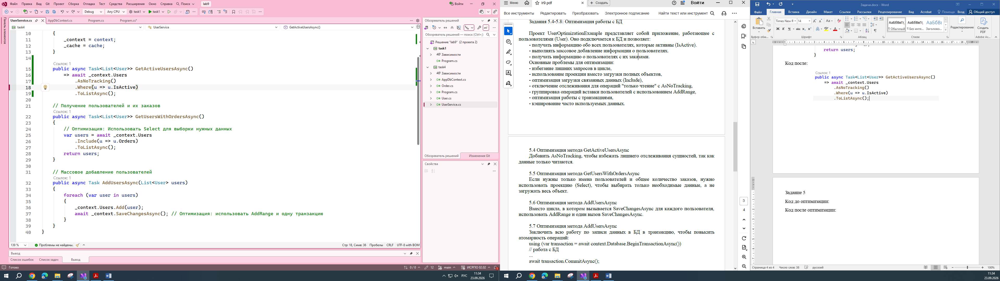 Файл Правка Вид Git Проект Сборка Отладка Тест Средства Расширения Окно Справка Поиск lab9 Войти
Debug Any CPU task1 task1
Панель элементов
UserService.cs AppDbContext.cs Program.cs Program.cs*
task4 UserService GetActiveUsersAsync()
10 {
11 _context = context;
12 _cache = cache;
13 }
14
Ссылок: 1
15 public async Task<List<User>> GetActiveUsersAsync()
16 => await _context.Users
17 .AsNoTracking()
18 .Where(u => u.IsActive)
19 .ToListAsync();
20
21 // Получение пользователей и их заказов
Ссылок: 1
22 public async Task<List<User>> GetUsersWithOrdersAsync()
23 {
24 // Оптимизация: Использовать Select для выборки нужных данных
25 var users = await _context.Users
26 .Include(u => u.Orders)
27 .ToListAsync();
28 return users;
29 }
30
31 // Массовое добавление пользователей
Ссылок: 1
32 public async Task AddUsersAsync(List<User> users)
33 {
34 foreach (var user in users)
35 {
36 _context.Users.Add(user);
37 await _context.SaveChangesAsync(); // Оптимизация: использовать AddRange и одну транзакцию
38 }
39 }
40 }
139 % Проблемы не найдены. Стр: 18, Симв: 36 Пробелы CRLF UTF-8 with BOM
Вывод
Список ошибок Список задач Вывод
Готово 0 / 0 12 main ИСРПО 02.02 1
Обозреватель решений
Обозреватель решений — поиск (Ctrl+;)
Решение "lab9" (2 проекта 2)
task1
Зависимости
C# Program.cs
task4
Зависимости
C# AppDbContext.cs
C# Order.cs
C# Program.cs
C# User.cs
C# UserService.cs
Обозреватель решений Изменения Git
Свойства
РУС 11:34
23.09.2026
Меню lr9.pdf Создать Войти
Все инструменты Редактировать Преобразовать Электронное подписание Найти текст или инструмент
Задания 5.4-5.8: Оптимизация работы с БД
Проект UserOptimizationExample представляет собой приложение, работающее с
пользователями (User). Оно подключается к БД и позволяет:
- получать информацию обо всех пользователях, которые активны (IsActive).
- выполнять массовое добавление информации о пользователях.
- получать информацию о пользователях с их заказами.
Основные проблемы для оптимизации:
- избегание лишних запросов в цикле,
- использование проекции вместо загрузки полных объектов,
- оптимизация загрузки связанных данных (Include),
- отключение отслеживания для операций "только чтение" с AsNoTracking,
- группировка операций вставки пользователей с использованием AddRange,
- оптимизация работы с транзакциями,
- кэширование часто используемых данных.
5.4 Оптимизация метода GetActiveUsersAsync
Добавить AsNoTracking, чтобы избежать лишнего отслеживания сущностей, так как
данные только читаются.
5.5 Оптимизация метода GetUsersWithOrdersAsync
Если нужны только имена пользователей и общее количество заказов, нужно
использовать проекцию (Select), чтобы выбирать только необходимые данные, а не
загружать весь объект.
5.6 Оптимизация метода AddUsersAsync
Вместо цикла, в котором вызывается SaveChangesAsync для каждого пользователя,
использовать AddRange и один вызов SaveChangesAsync.
5.7 Оптимизация метода AddUsersAsync
Заключить всю работу по записи данных в БД в транзакцию, чтобы повысить
атомарность операций:
using (var transaction = await context.Database.BeginTransactionAsync())
// работа с БД
...
await transaction.CommitAsync();
3
4
Задачи.docx - Word
Файл Главная Вставка Дизайн Макет Ссылки Рассылки Рецензирование Вид Acrobat Помощн Вход Общий доступ
Вставить Times New R 14 Ж К Ч abc x₂ x² Aa
АаБбВвГг, АаБбВвГг, АаБбВвГг
¶ Обычный ¶ Без инте... Заголово...
Редактирование Создать PDF
Буфер обм... Шрифт Абзац Стили Adobe Ac...
return users;
}
Код после:
Ссылок: 1
public async Task<List<User>> GetActiveUsersAsync()
=> await _context.Users
.AsNoTracking()
.Where(u => u.IsActive)
.ToListAsync();
Задание 5
Код до оптимизации:
Код после оптимизации:
Страница 4 из 4 Число слов: 38 русский 100%
11:34
23.09.2026